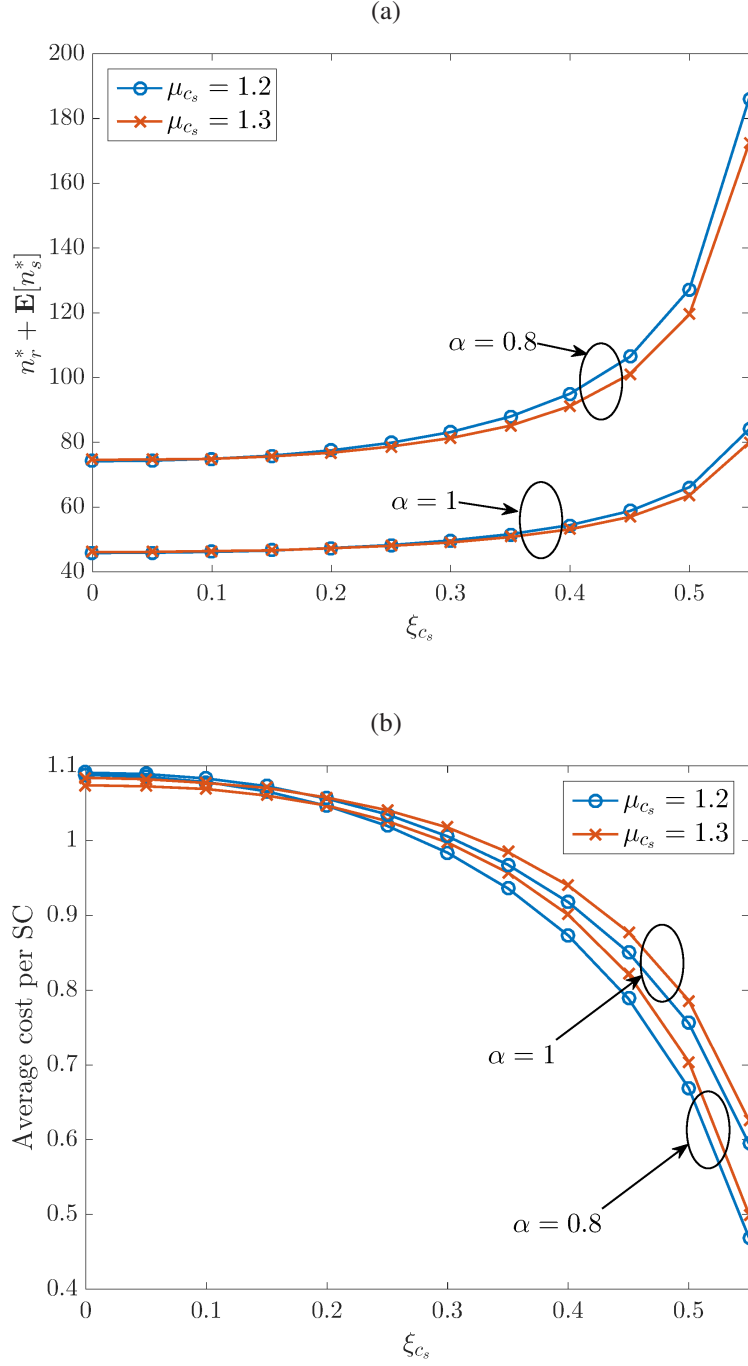 (a)
200
180
160
140
120
100
80
60
40
0 0.1 0.2 0.3 0.4 0.5
n_r^* + E[n_s^*]
ξ_{c_s}
μ_{c_s} = 1.2
μ_{c_s} = 1.3
α = 0.8
α = 1
(b)
1.1
1
0.9
0.8
0.7
0.6
0.5
0.4
0 0.1 0.2 0.3 0.4 0.5
Average cost per SC
ξ_{c_s}
μ_{c_s} = 1.2
μ_{c_s} = 1.3
α = 1
α = 0.8